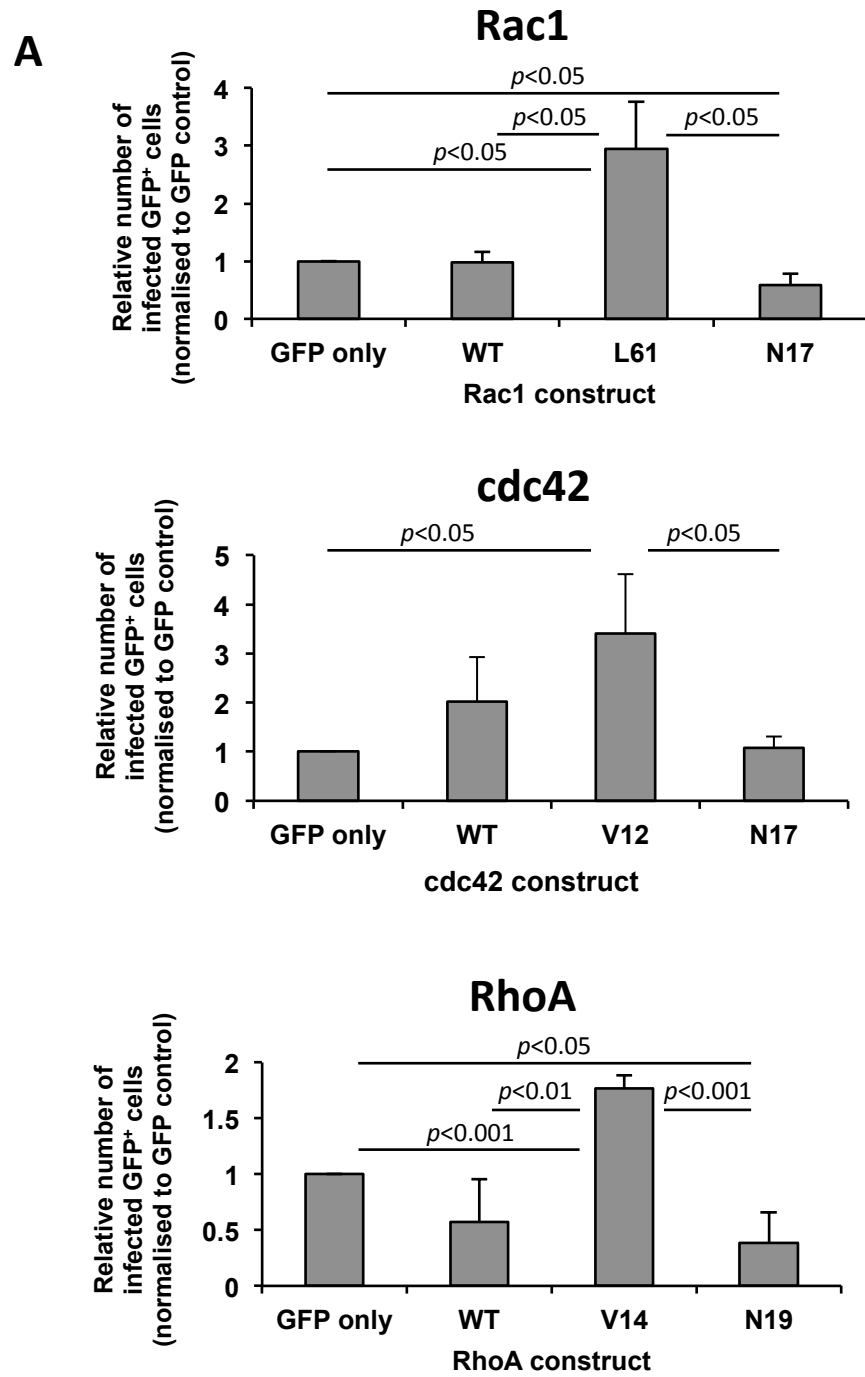 A
Rac1
Relative number of
infected GFP⁺ cells
(normalised to GFP control)
4
3
2
1
0
p<0.05
p<0.05
p<0.05
p<0.05
GFP only
WT
L61
N17
Rac1 construct
cdc42
Relative number of
infected GFP⁺ cells
(normalised to GFP control)
5
4
3
2
1
0
p<0.05
p<0.05
GFP only
WT
V12
N17
cdc42 construct
RhoA
Relative number of
infected GFP⁺ cells
(normalised to GFP control)
2
1.5
1
0.5
0
p<0.05
p<0.01
p<0.001
p<0.001
GFP only
WT
V14
N19
RhoA construct